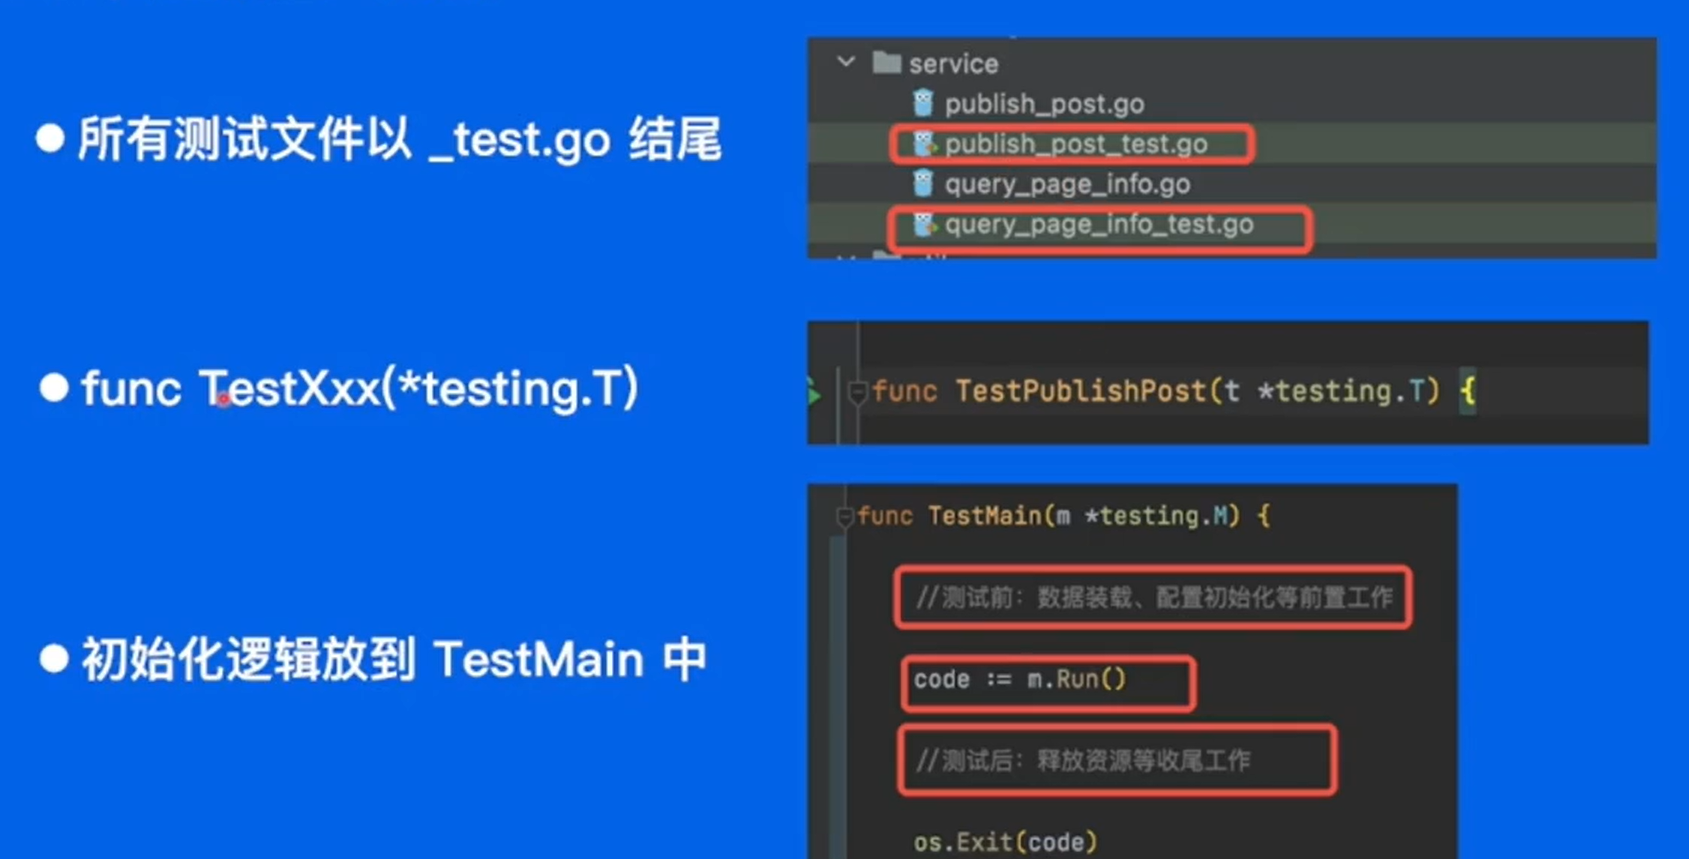 ● 所有测试文件以 _test.go 结尾
service
publish_post.go
publish_post_test.go
query_page_info.go
query_page_info_test.go
● func TestXxx(*testing.T)
func TestPublishPost(t *testing.T) {
● 初始化逻辑放到 TestMain 中
func TestMain(m *testing.M) {
//测试前：数据装载、配置初始化等前置工作
code := m.Run()
//测试后：释放资源等收尾工作
os.Exit(code)